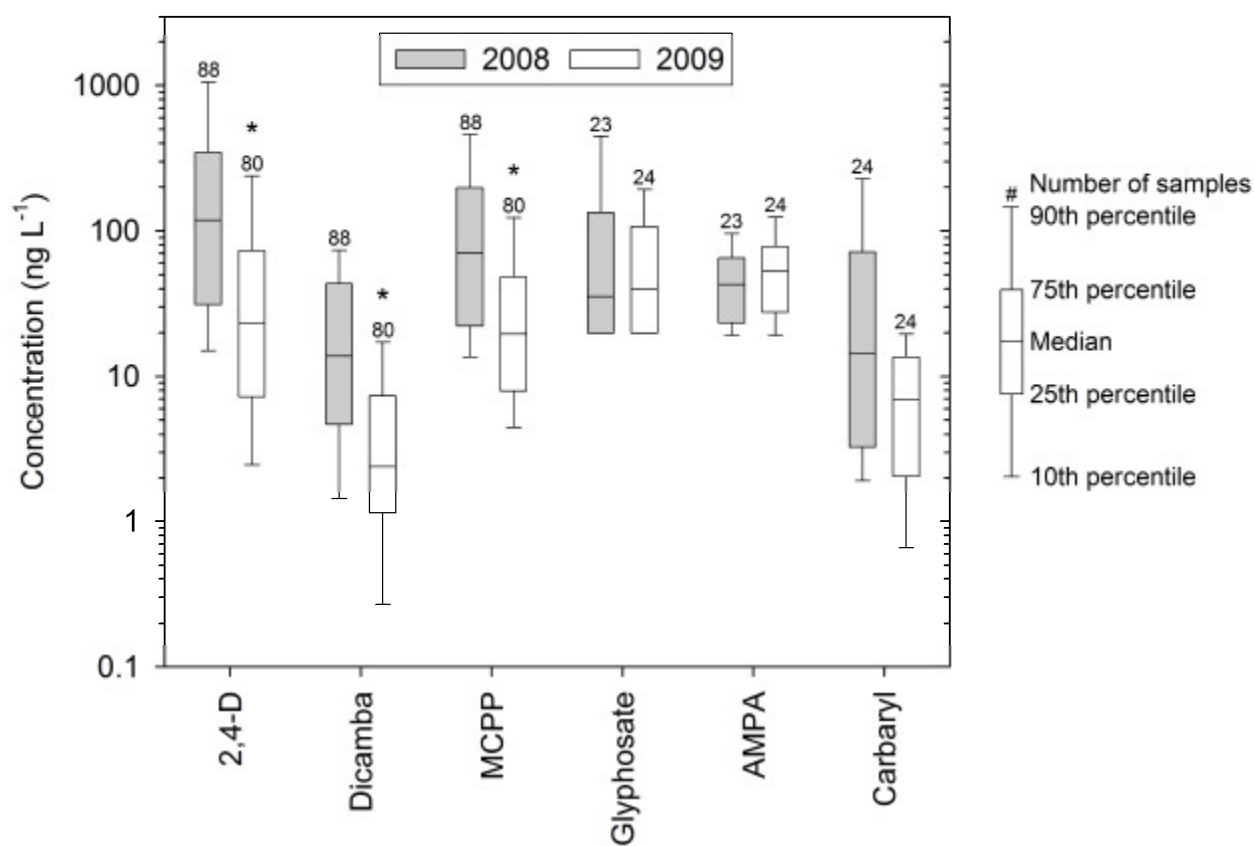 2008 2009
Concentration (ng L-1)
1000
100
10
1
0.1
88
*
80
88
*
80
88
*
80
23
24
23
24
24
24
2,4-D
Dicamba
MCPP
Glyphosate
AMPA
Carbaryl
# Number of samples
90th percentile
75th percentile
Median
25th percentile
10th percentile